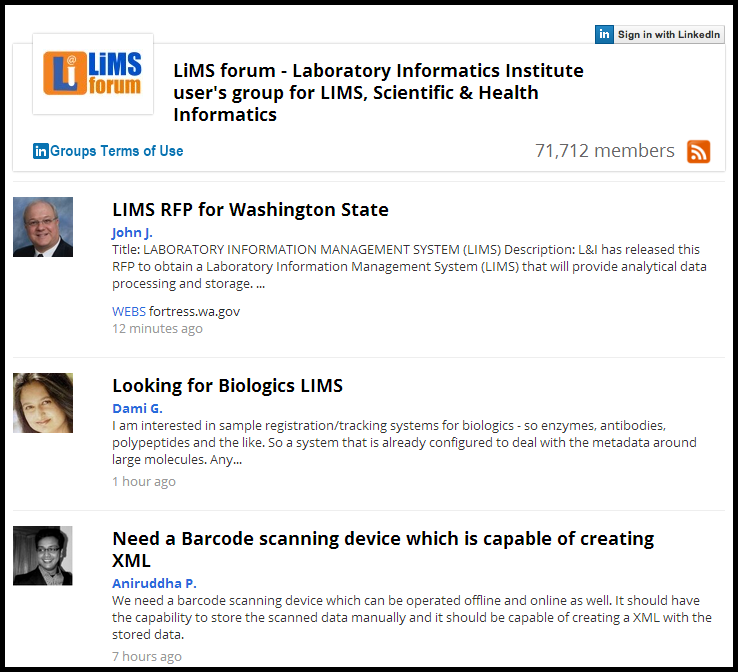 in Sign in with LinkedIn
Li@ LiMS
forum
LiMS forum - Laboratory Informatics Institute
user's group for LIMS, Scientific & Health
Informatics
in Groups Terms of Use
71,712 members
LIMS RFP for Washington State
John J.
Title: LABORATORY INFORMATION MANAGEMENT SYSTEM (LIMS) Description: L&I has released this
RFP to obtain a Laboratory Information Management System (LIMS) that will provide analytical data
processing and storage. ...
WEBS fortress.wa.gov
12 minutes ago
Looking for Biologics LIMS
Dami G.
I am interested in sample registration/tracking systems for biologics - so enzymes, antibodies,
polypeptides and the like. So a system that is already configured to deal with the metadata around
large molecules. Any...
1 hour ago
Need a Barcode scanning device which is capable of creating
XML
Aniruddha P.
We need a barcode scanning device which can be operated offline and online as well. It should have
the capability to store the scanned data manually and it should be capable of creating a XML with the
stored data.
7 hours ago